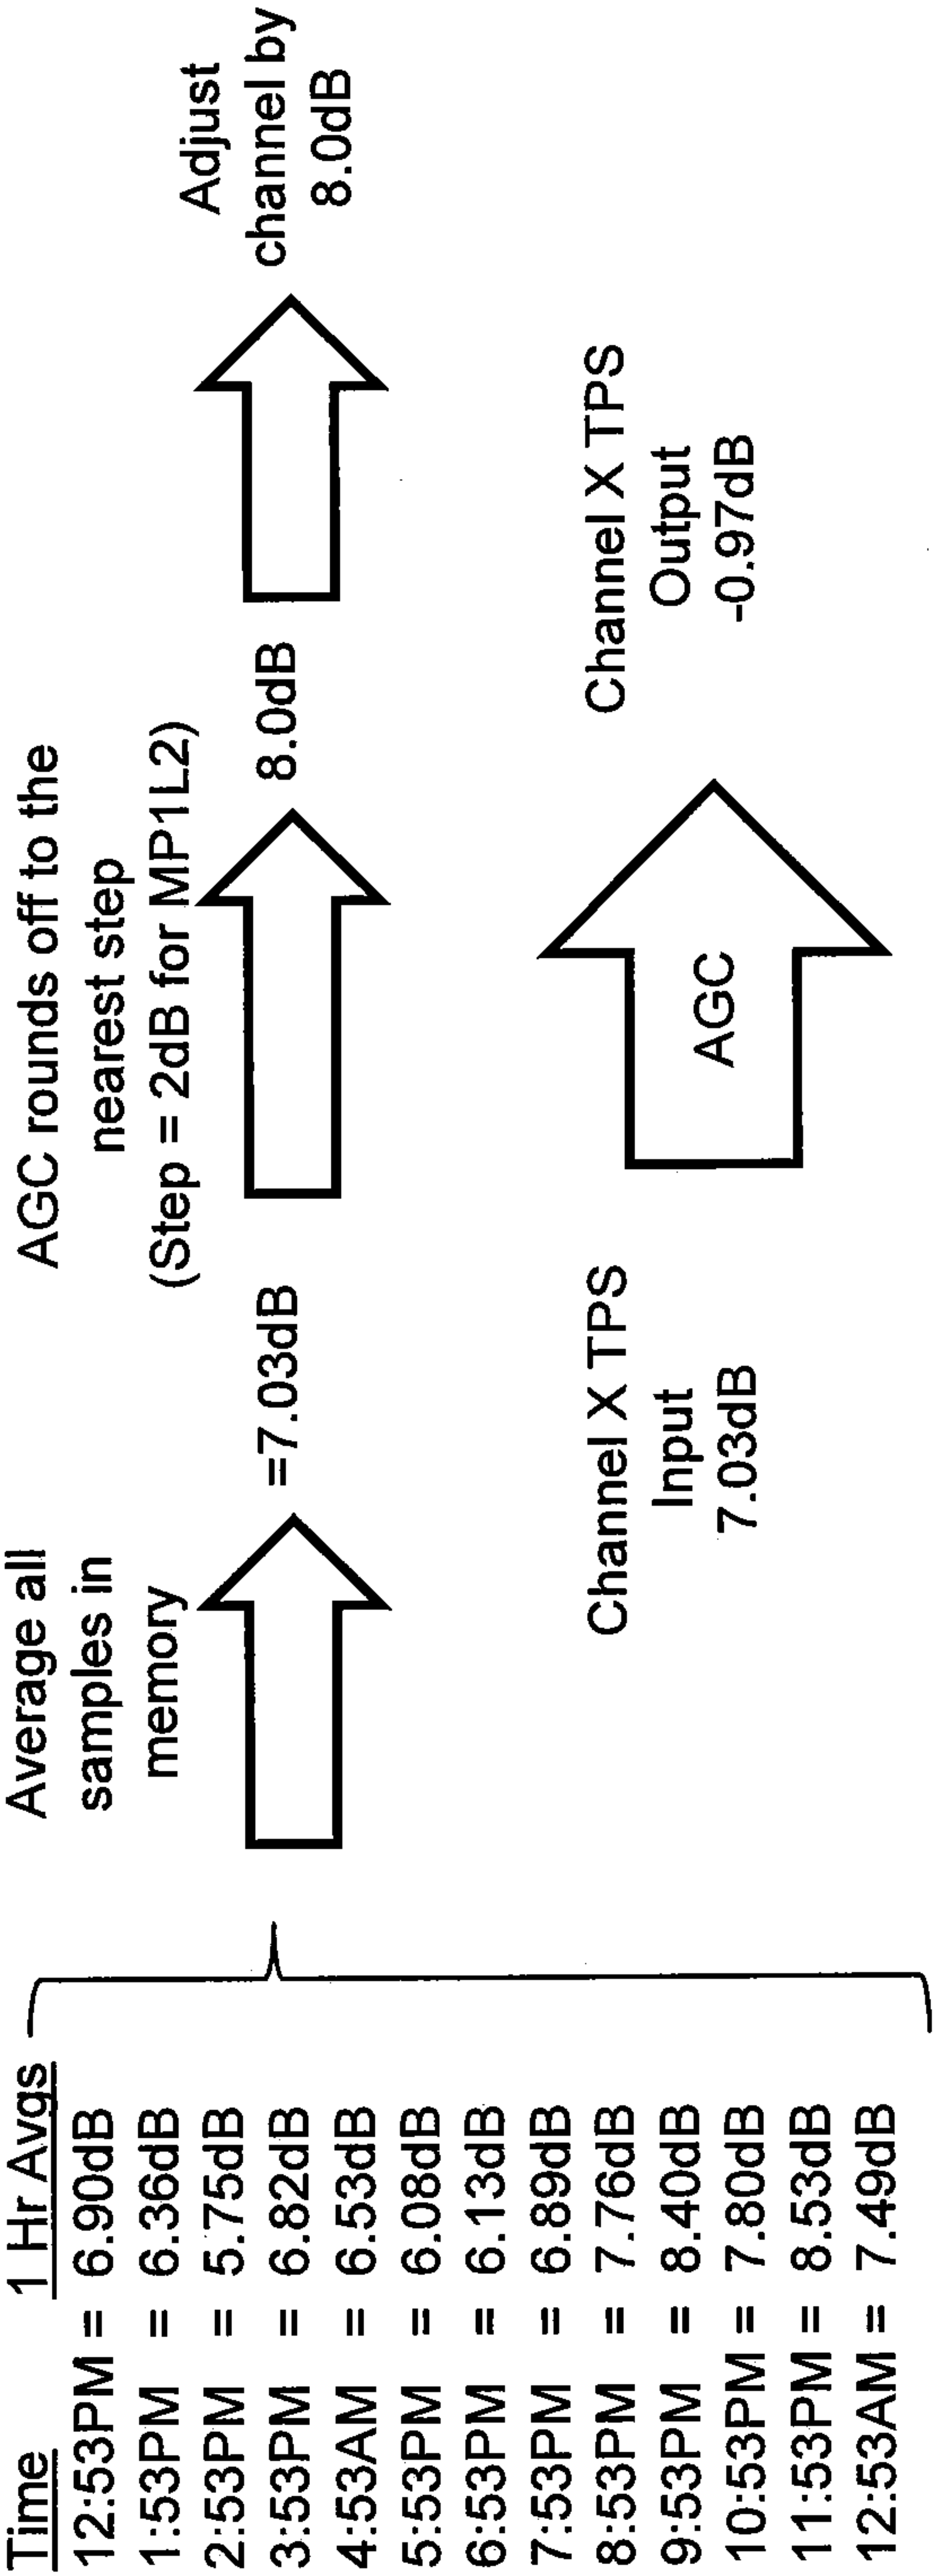 Time 1 Hr Avgs
12:53PM = 6.90dB
1:53PM = 6.36dB
2:53PM = 5.75dB
3:53PM = 6.82dB
4:53AM = 6.53dB
5:53PM = 6.08dB
6:53PM = 6.13dB
7:53PM = 6.89dB
8:53PM = 7.76dB
9:53PM = 8.40dB
10:53PM = 7.80dB
11:53PM = 8.53dB
12:53AM = 7.49dB
Average all
samples in
memory
=7.03dB
AGC rounds off to the
nearest step
(Step = 2dB for MP1L2)
8.0dB
Adjust
channel by
8.0dB
Channel X TPS
Input
7.03dB
AGC
Channel X TPS
Output
-0.97dB